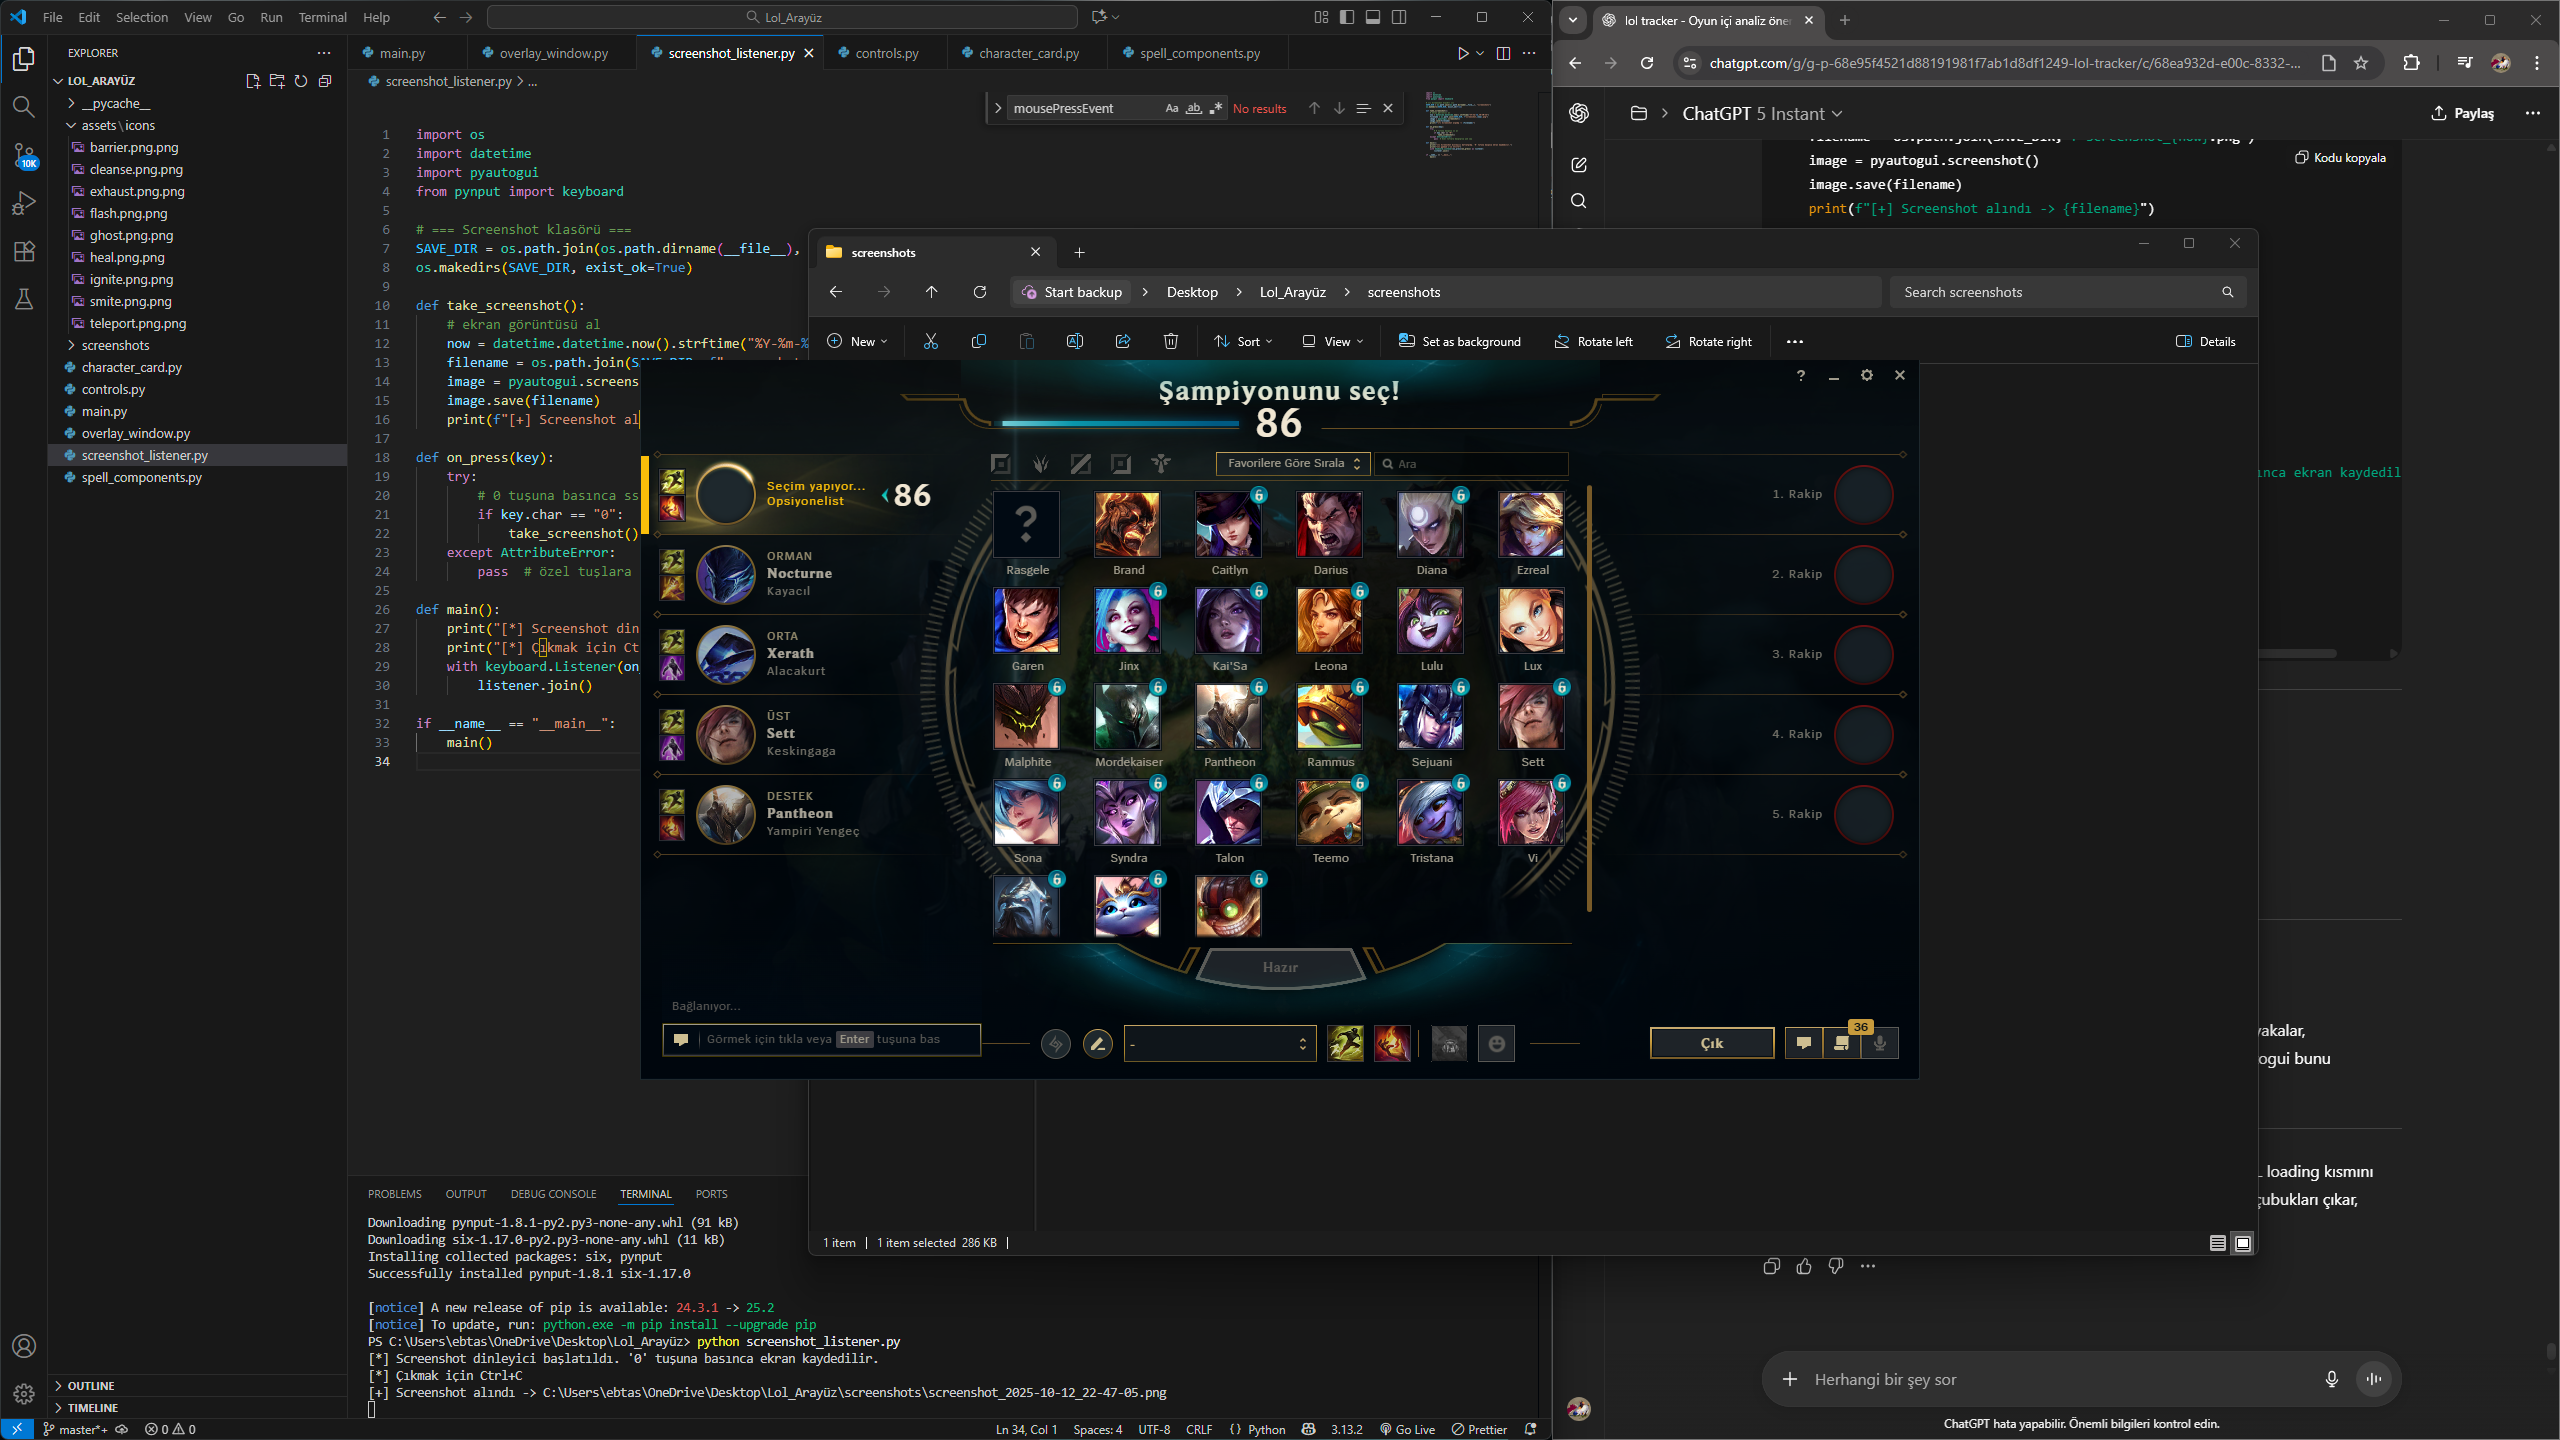 File Edit Selection View Go Run Terminal Help
Lol_Arayüz
EXPLORER
LOL_ARAYÜZ
__pycache__
assets\icons
barrier.png.png
cleanse.png.png
exhaust.png.png
flash.png.png
ghost.png.png
heal.png.png
ignite.png.png
smite.png.png
teleport.png.png
screenshots
character_card.py
controls.py
main.py
overlay_window.py
screenshot_listener.py
spell_components.py
OUTLINE
TIMELINE
10K
main.py overlay_window.py screenshot_listener.py controls.py character_card.py spell_components.py
screenshot_listener.py > ...
mousePressEvent Aa ab No results
1 import os
2 import datetime
3 import pyautogui
4 from pynput import keyboard
5
6 # === Screenshot klasörü ===
7 SAVE_DIR = os.path.join(os.path.dirname(__file__),
8 os.makedirs(SAVE_DIR, exist_ok=True)
9
10 def take_screenshot():
11 # ekran görüntüsü al
12 now = datetime.datetime.now().strftime("%Y-%m-%
13 filename = os.path.join(
14 image = pyautogui.screens
15 image.save(filename)
16 print(f"[+] Screenshot al
17
18 def on_press(key):
19 try:
20 # 0 tuşuna basınca ss
21 if key.char == "0":
22 take_screenshot()
23 except AttributeError:
24 pass # özel tuşlara
25
26 def main():
27 print("[*] Screenshot din
28 print("[*] Çıkmak için Ct
29 with keyboard.Listener(on
30 listener.join()
31
32 if __name__ == "__main__":
33 main()
34
PROBLEMS OUTPUT DEBUG CONSOLE TERMINAL PORTS
Downloading pynput-1.8.1-py2.py3-none-any.whl (91 kB)
Downloading six-1.17.0-py2.py3-none-any.whl (11 kB)
Installing collected packages: six, pynput
Successfully installed pynput-1.8.1 six-1.17.0
[notice] A new release of pip is available: 24.3.1 -> 25.2
[notice] To update, run: python.exe -m pip install --upgrade pip
PS C:\Users\ebtas\OneDrive\Desktop\Lol_Arayüz> python screenshot_listener.py
[*] Screenshot dinleyici başlatıldı. '0' tuşuna basınca ekran kaydedilir.
[*] Çıkmak için Ctrl+C
[+] Screenshot alındı -> C:\Users\ebtas\OneDrive\Desktop\Lol_Arayüz\screenshots\screenshot_2025-10-12_22-47-05.png
master*+ 0 0 Ln 34, Col 1 Spaces: 4 UTF-8 CRLF {} Python 3.13.2 Go Live Prettier
screenshots
Start backup > Desktop > Lol_Arayüz > screenshots
Search screenshots
New Sort View Set as background Rotate left Rotate right Details
1 item | 1 item selected 286 KB |
Şampiyonunu seç!
86
Favorilere Göre Sırala
Ara
Seçim yapıyor...
Opsiyonelist
86
ORMAN
Nocturne
Kayacıl
ORTA
Xerath
Alacakurt
ÜST
Sett
Keskingaga
DESTEK
Pantheon
Yampiri Yengeç
?
6 6
Rasgele Brand Caitlyn Darius Diana Ezreal
6 6 6 6
Garen Jinx Kai'Sa Leona Lulu Lux
6 6 6 6 6 6
Malphite Mordekaiser Pantheon Rammus Sejuani Sett
6 6 6 6 6 6
Sona Syndra Talon Teemo Tristana Vi
6 6 6
Hazır
1. Rakip
2. Rakip
3. Rakip
4. Rakip
5. Rakip
Bağlanıyor...
Görmek için tıkla veya Enter tuşuna bas
-
Çık
36
lol tracker - Oyun içi analiz öne
chatgpt.com/g/g-p-68e95f4521d88191981f7ab1d8df1249-lol-tracker/c/68ea932d-e00c-8332-...
ChatGPT 5 Instant
Paylaş
Kodu kopyala
image = pyautogui.screenshot()
image.save(filename)
print(f"[+] Screenshot alındı -> {filename}")
ınca ekran kaydedil
yakalar,
ogui bunu
loading kısmını
çubukları çıkar,
Herhangi bir şey sor
ChatGPT hata yapabilir. Önemli bilgileri kontrol edin.